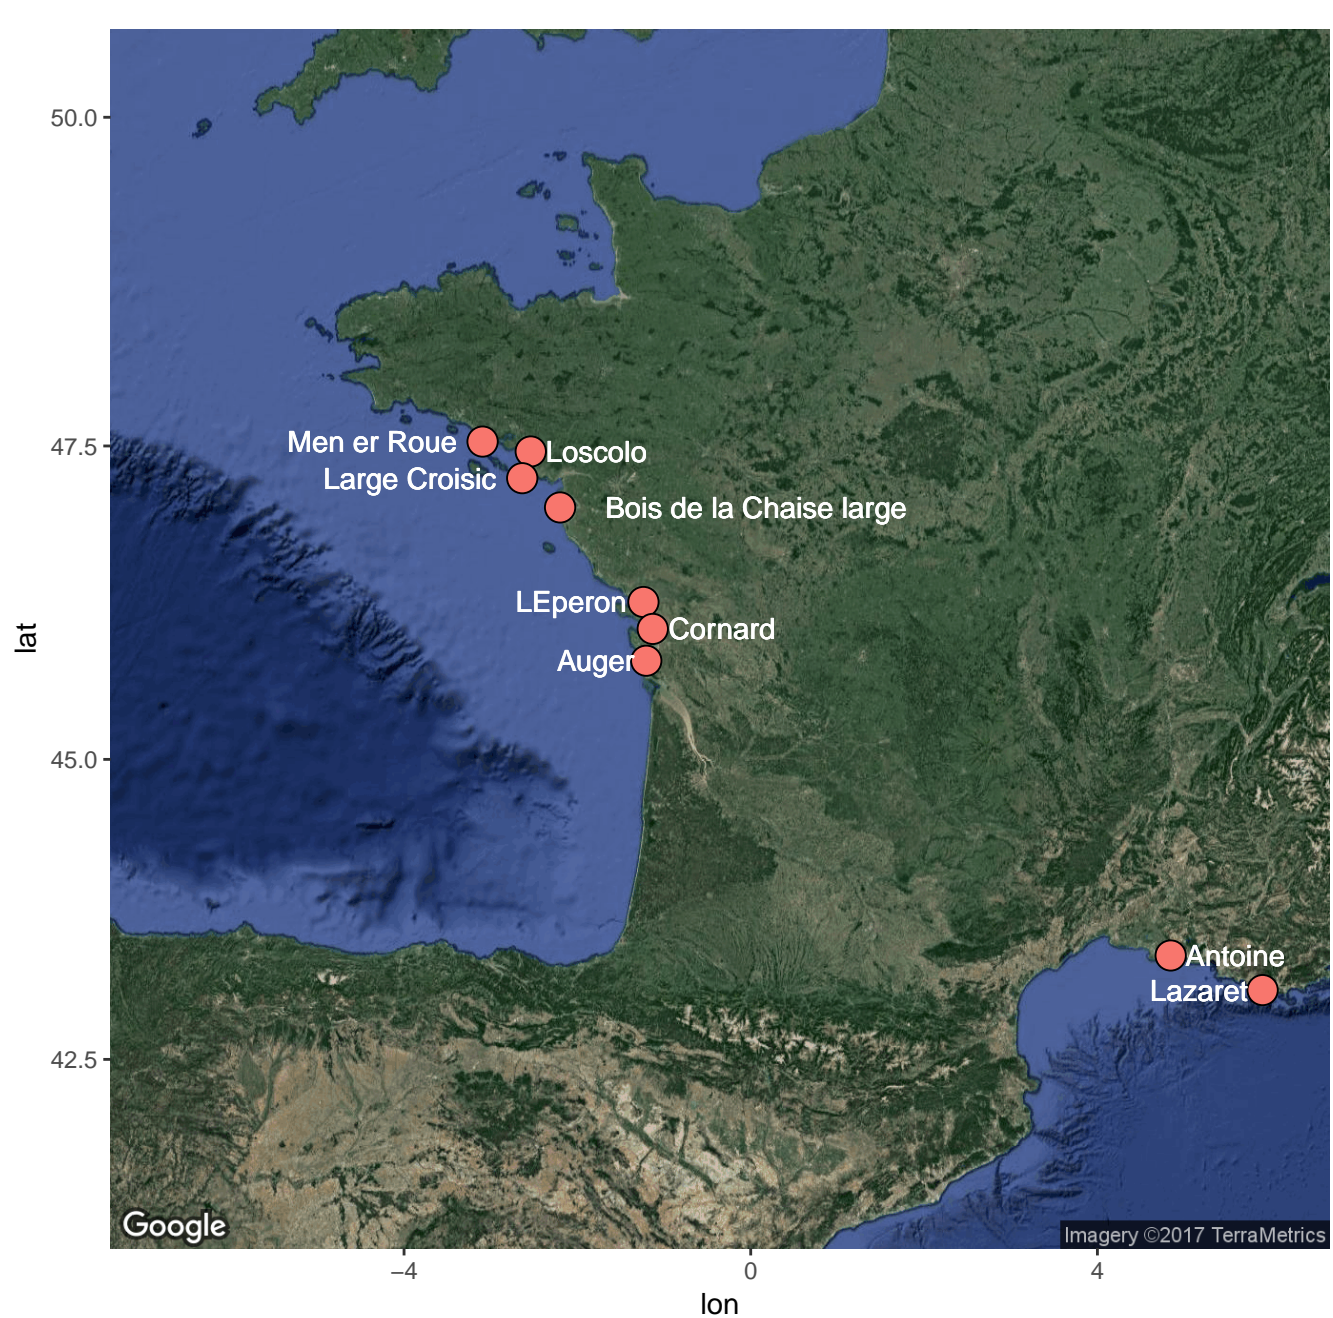 50.0
47.5
45.0
42.5
lat
Men er Roue
Loscolo
Large Croisic
Bois de la Chaise large
LEperon
Cornard
Auger
Antoine
Lazaret
Google
Imagery ©2017 TerraMetrics
−4
0
4
lon